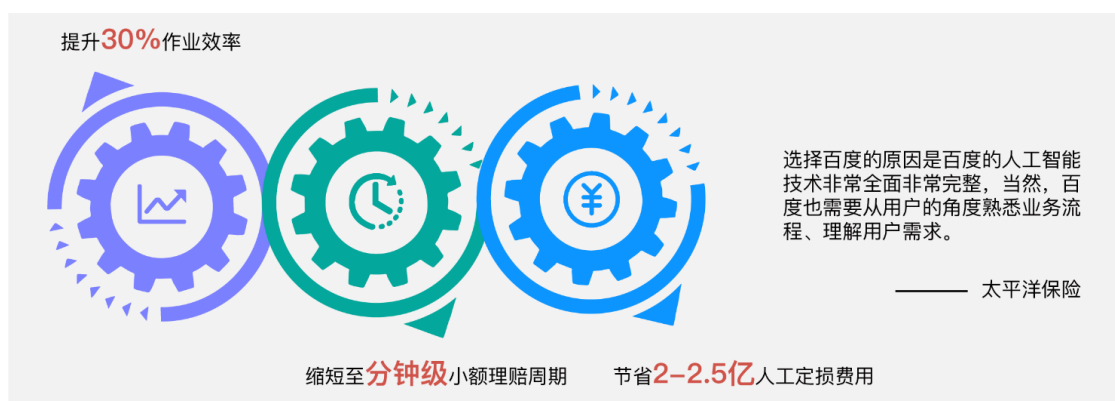 提升30%作业效率
选择百度的原因是百度的人工智能
技术非常全面非常完整，当然，百
度也需要从用户的角度熟悉业务流
程、理解用户需求。
—— 太平洋保险
缩短至分钟级小额理赔周期
节省2-2.5亿人工定损费用